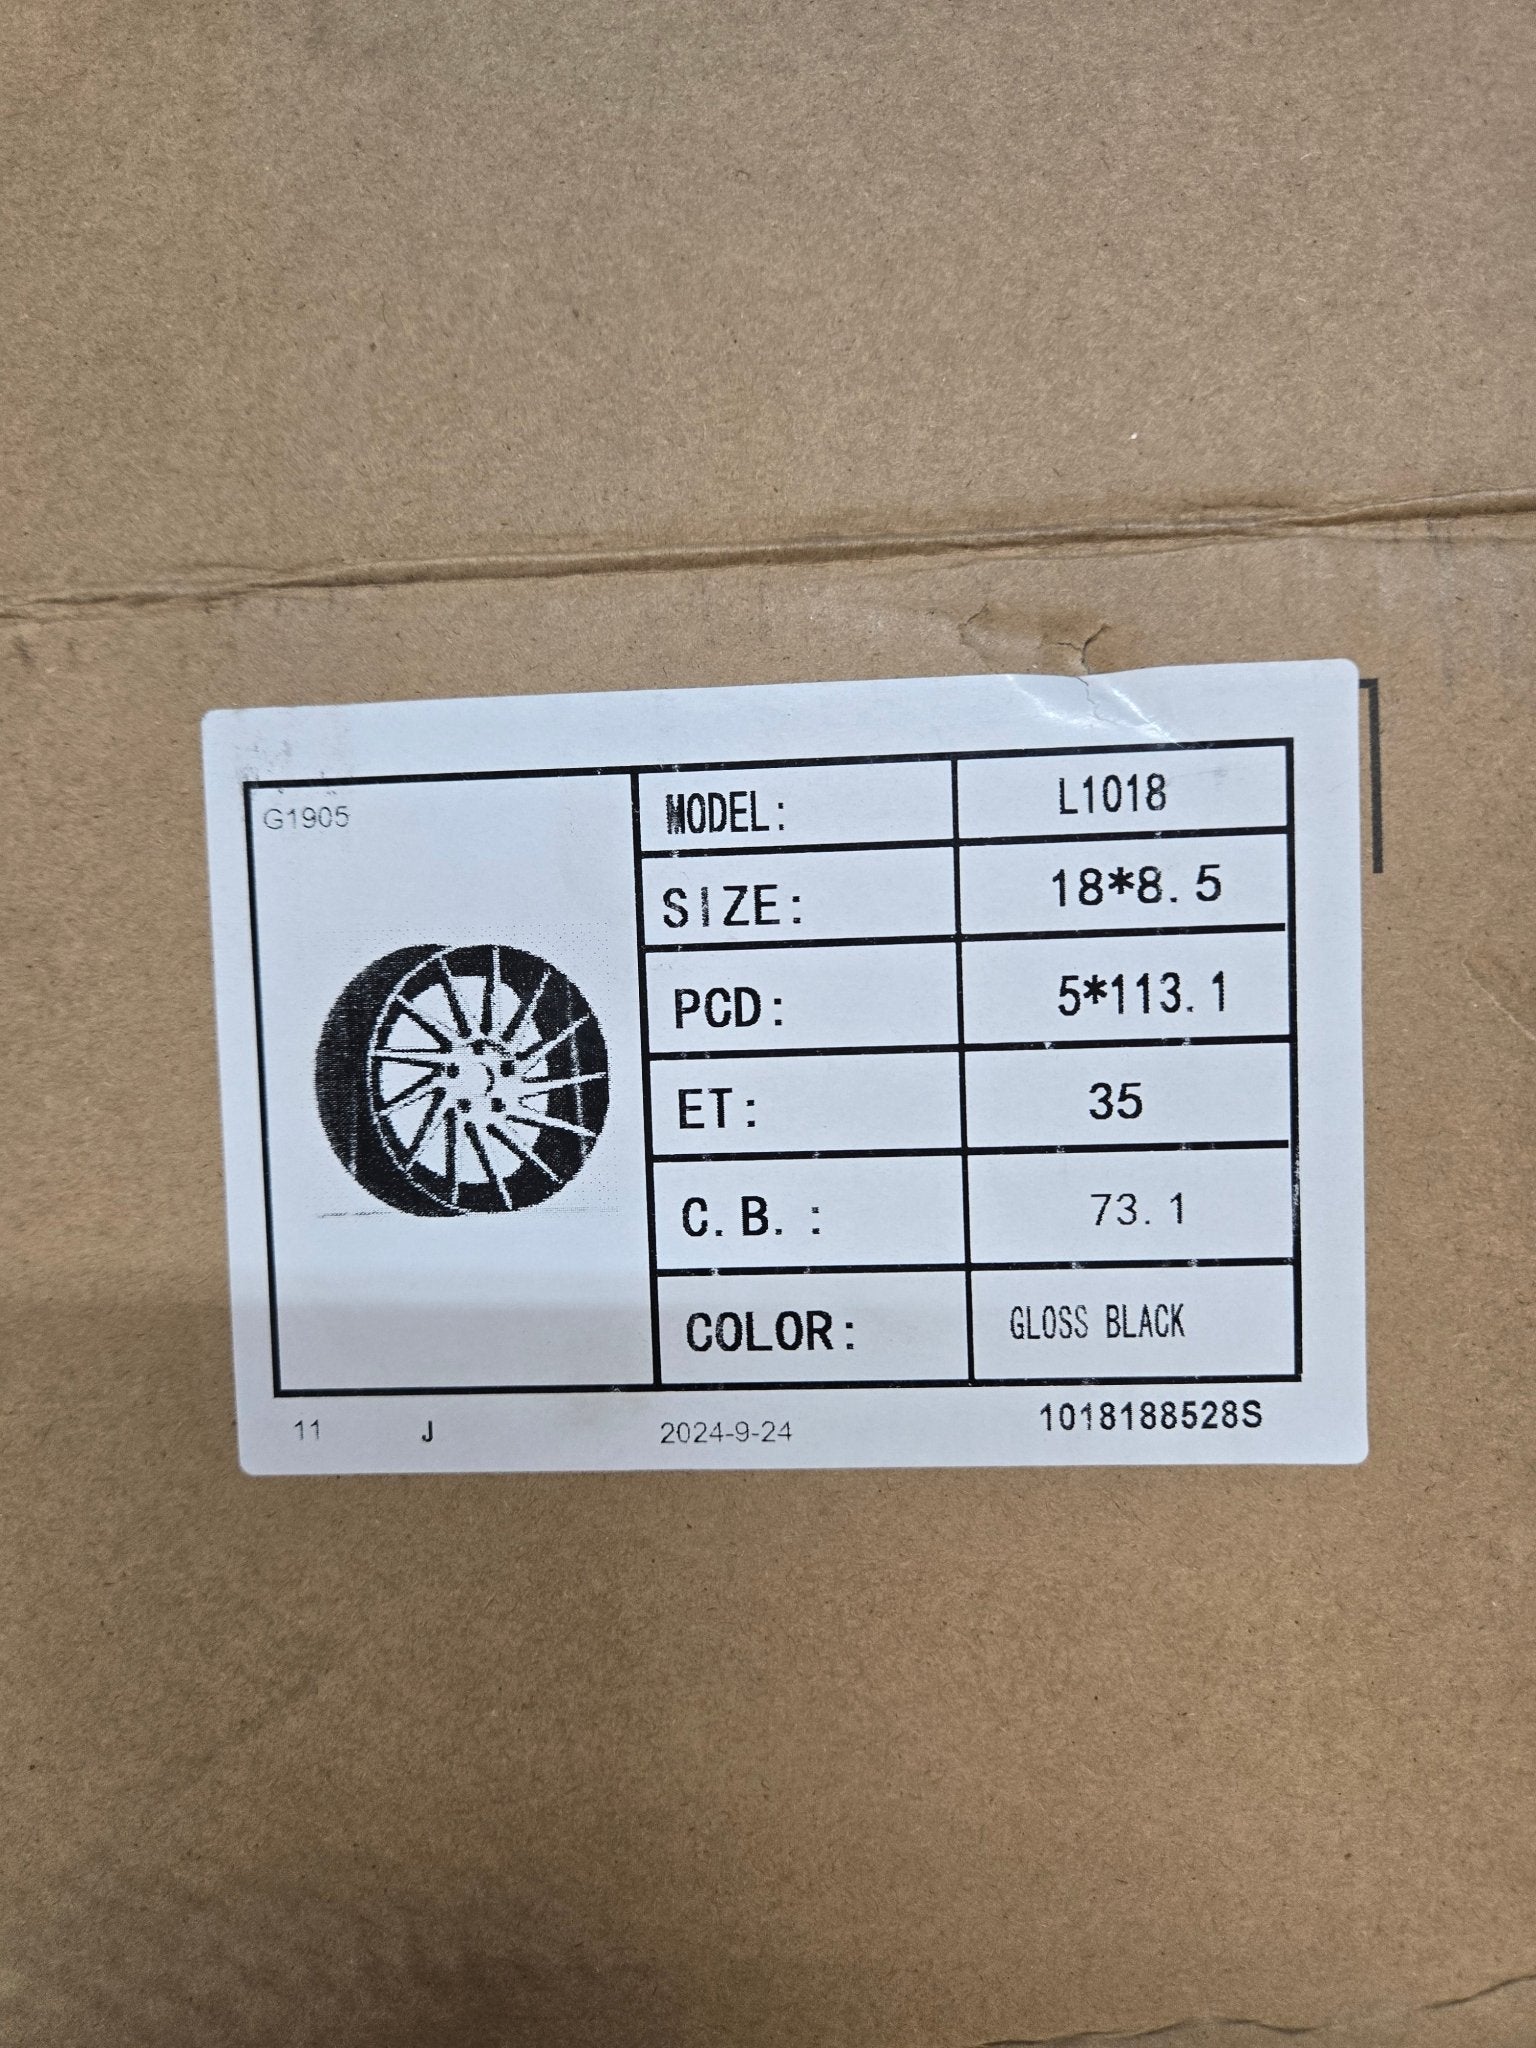 G1905
MODEL: L1018
SIZE: 18*8.5
PCD: 5*113.1
ET: 35
C.B.: 73.1
COLOR: GLOSS BLACK
11 J 2024-9-24 1018188528S